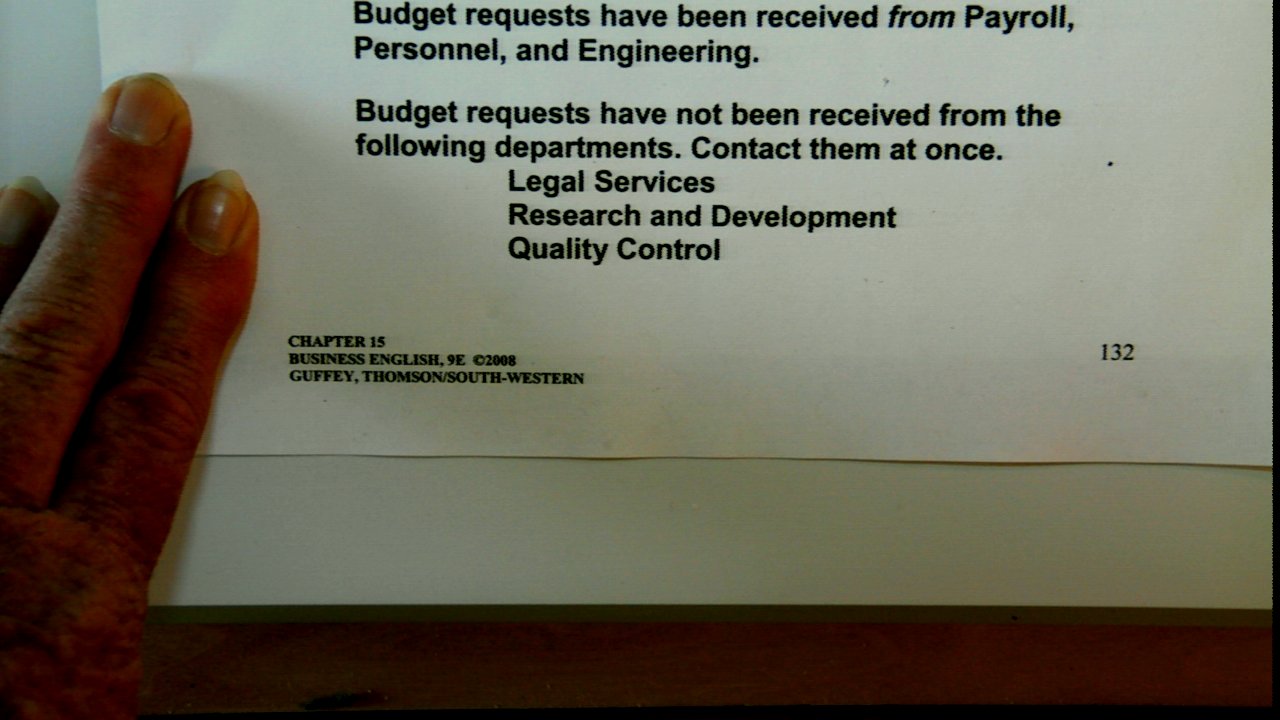 Budget requests have been received from Payroll,
Personnel, and Engineering.
Budget requests have not been received from the
following departments. Contact them at once.
Legal Services
Research and Development
Quality Control
CHAPTER 15
BUSINESS ENGLISH, 9E ©2008
GUFFEY, THOMSON/SOUTH-WESTERN
132